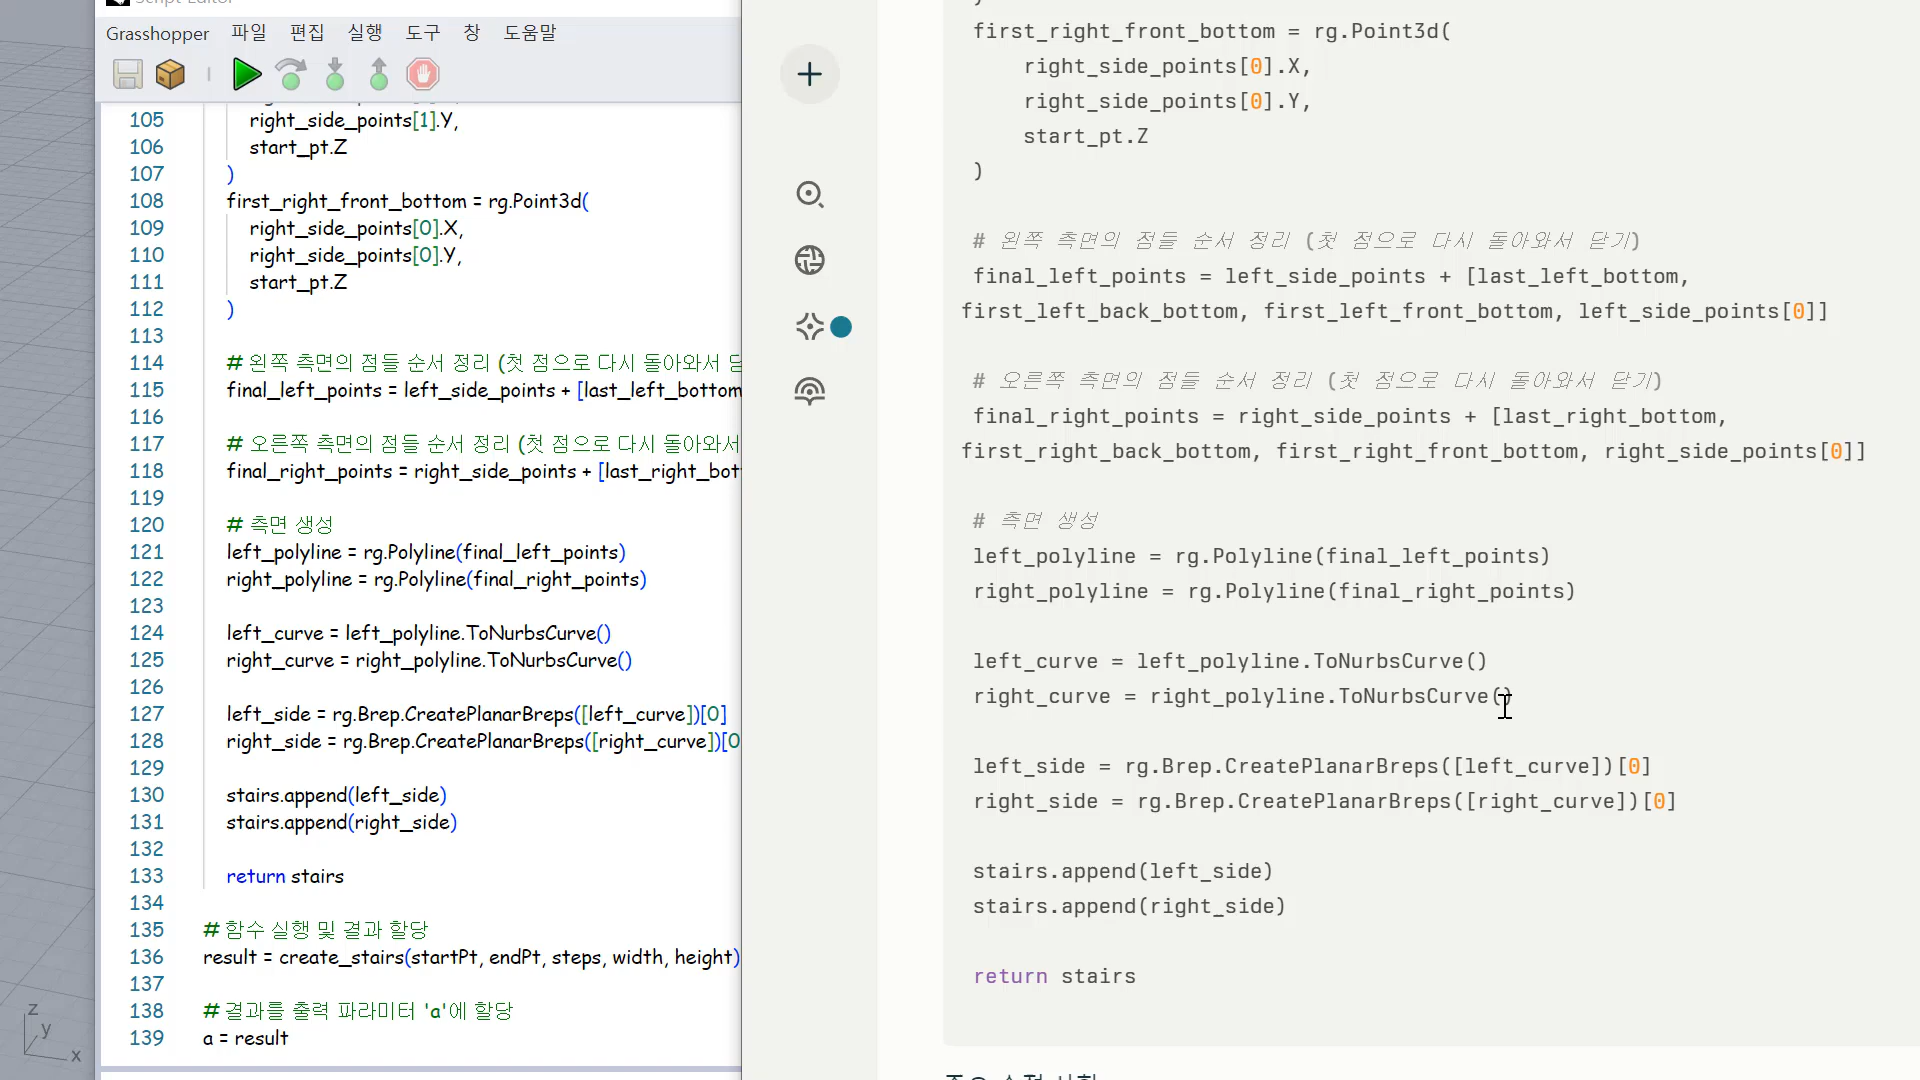 Script Editor
Grasshopper 파일 편집 실행 도구 창 도움말
105 right_side_points[1].Y,
106 start_pt.Z
107 )
108 first_right_front_bottom = rg.Point3d(
109 right_side_points[0].X,
110 right_side_points[0].Y,
111 start_pt.Z
112 )
113
114 # 왼쪽 측면의 점들 순서 정리 (첫 점으로 다시 돌아와서 닫
115 final_left_points = left_side_points + [last_left_bottom
116
117 # 오른쪽 측면의 점들 순서 정리 (첫 점으로 다시 돌아와서
118 final_right_points = right_side_points + [last_right_bot
119
120 # 측면 생성
121 left_polyline = rg.Polyline(final_left_points)
122 right_polyline = rg.Polyline(final_right_points)
123
124 left_curve = left_polyline.ToNurbsCurve()
125 right_curve = right_polyline.ToNurbsCurve()
126
127 left_side = rg.Brep.CreatePlanarBreps([left_curve])[0]
128 right_side = rg.Brep.CreatePlanarBreps([right_curve])[0
129
130 stairs.append(left_side)
131 stairs.append(right_side)
132
133 return stairs
134
135 # 함수 실행 및 결과 할당
136 result = create_stairs(startPt, endPt, steps, width, height)
137
138 # 결과를 출력 파라미터 'a'에 할당
139 a = result
z
y
x
)
first_right_front_bottom = rg.Point3d(
right_side_points[0].X,
right_side_points[0].Y,
start_pt.Z
)
# 왼쪽 측면의 점들 순서 정리 (첫 점으로 다시 돌아와서 닫기)
final_left_points = left_side_points + [last_left_bottom,
first_left_back_bottom, first_left_front_bottom, left_side_points[0]]
# 오른쪽 측면의 점들 순서 정리 (첫 점으로 다시 돌아와서 닫기)
final_right_points = right_side_points + [last_right_bottom,
first_right_back_bottom, first_right_front_bottom, right_side_points[0]]
# 측면 생성
left_polyline = rg.Polyline(final_left_points)
right_polyline = rg.Polyline(final_right_points)
left_curve = left_polyline.ToNurbsCurve()
right_curve = right_polyline.ToNurbsCurve()
left_side = rg.Brep.CreatePlanarBreps([left_curve])[0]
right_side = rg.Brep.CreatePlanarBreps([right_curve])[0]
stairs.append(left_side)
stairs.append(right_side)
return stairs